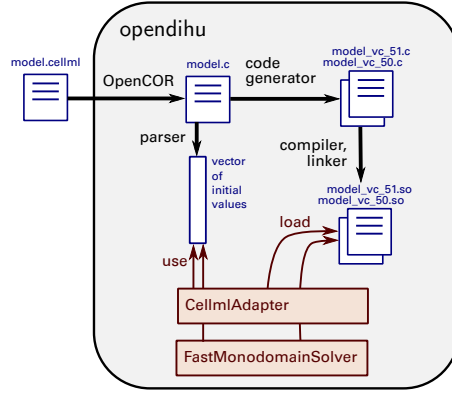 opendihu
model.cellml
OpenCOR
model.c
code
generator
model_vc_51.c
model_vc_50.c
parser
vector
of
initial
values
compiler,
linker
model_vc_51.so
model_vc_50.so
load
use
CellmlAdapter
FastMonodomainSolver